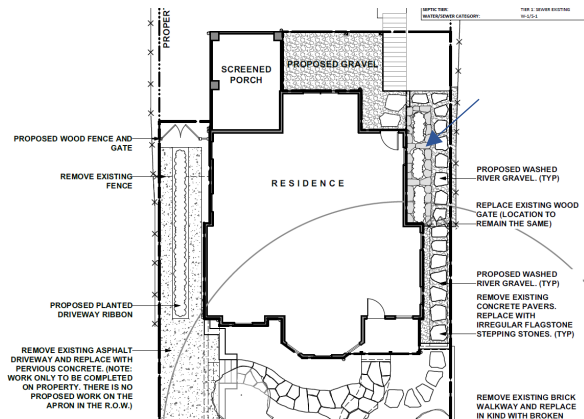 SEPTIC TIER: TIER 1: SEWER EXISTING
WATER/SEWER CATEGORY: W-1/S-1
PROPER
SCREENED
PORCH
PROPOSED GRAVEL
PROPOSED WOOD FENCE AND
GATE
REMOVE EXISTING
FENCE
RESIDENCE
PROPOSED WASHED
RIVER GRAVEL. (TYP)
REPLACE EXISTING WOOD
GATE (LOCATION TO
REMAIN THE SAME)
PROPOSED WASHED
RIVER GRAVEL. (TYP)
REMOVE EXISTING
CONCRETE PAVERS.
REPLACE WITH
IRREGULAR FLAGSTONE
STEPPING STONES. (TYP)
PROPOSED PLANTED
DRIVEWAY RIBBON
REMOVE EXISTING ASPHALT
DRIVEWAY AND REPLACE WITH
PERVIOUS CONCRETE. (NOTE:
WORK ONLY TO BE COMPLETED
ON PROPERTY. THERE IS NO
PROPOSED WORK ON THE
APRON IN THE R.O.W.)
REMOVE EXISTING BRICK
WALKWAY AND REPLACE
IN KIND WITH BROKEN